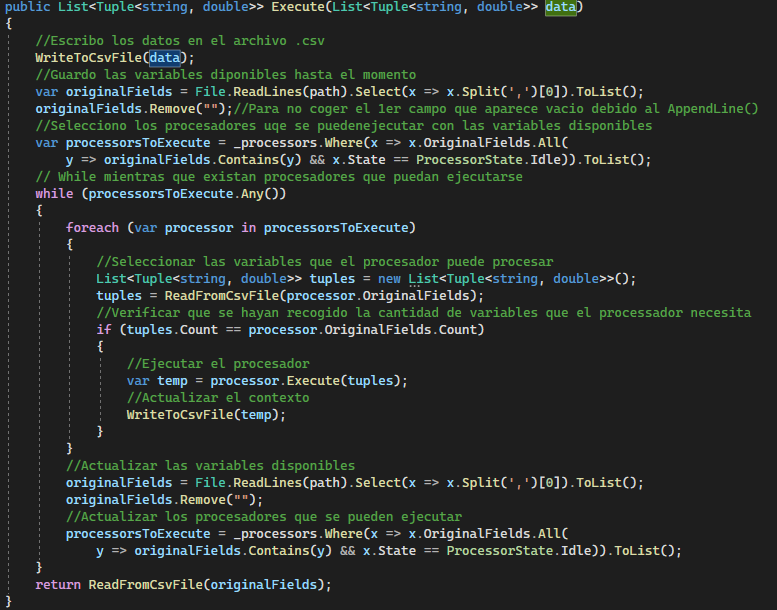 public List<Tuple<string, double>> Execute(List<Tuple<string, double>> data)
{
//Escribo los datos en el archivo .csv
WriteToCsvFile(data);
//Guardo las variables diponibles hasta el momento
var originalFields = File.ReadLines(path).Select(x => x.Split(',')[0]).ToList();
originalFields.Remove("");//Para no coger el 1er campo que aparece vacio debido al AppendLine()
//Selecciono los procesadores uqe se puedenejecutar con las variables disponibles
var processorsToExecute = _processors.Where(x => x.OriginalFields.All(
y => originalFields.Contains(y) && x.State == ProcessorState.Idle)).ToList();
// While mientras que existan procesadores que puedan ejecutarse
while (processorsToExecute.Any())
{
foreach (var processor in processorsToExecute)
{
//Seleccionar las variables que el procesador puede procesar
List<Tuple<string, double>> tuples = new List<Tuple<string, double>>();
tuples = ReadFromCsvFile(processor.OriginalFields);
//Verificar que se hayan recogido la cantidad de variables que el processador necesita
if (tuples.Count == processor.OriginalFields.Count)
{
//Ejecutar el procesador
var temp = processor.Execute(tuples);
//Actualizar el contexto
WriteToCsvFile(temp);
}
}
//Actualizar las variables disponibles
originalFields = File.ReadLines(path).Select(x => x.Split(',')[0]).ToList();
originalFields.Remove("");
//Actualizar los procesadores que se pueden ejecutar
processorsToExecute = _processors.Where(x => x.OriginalFields.All(
y => originalFields.Contains(y) && x.State == ProcessorState.Idle)).ToList();
}
return ReadFromCsvFile(originalFields);
}